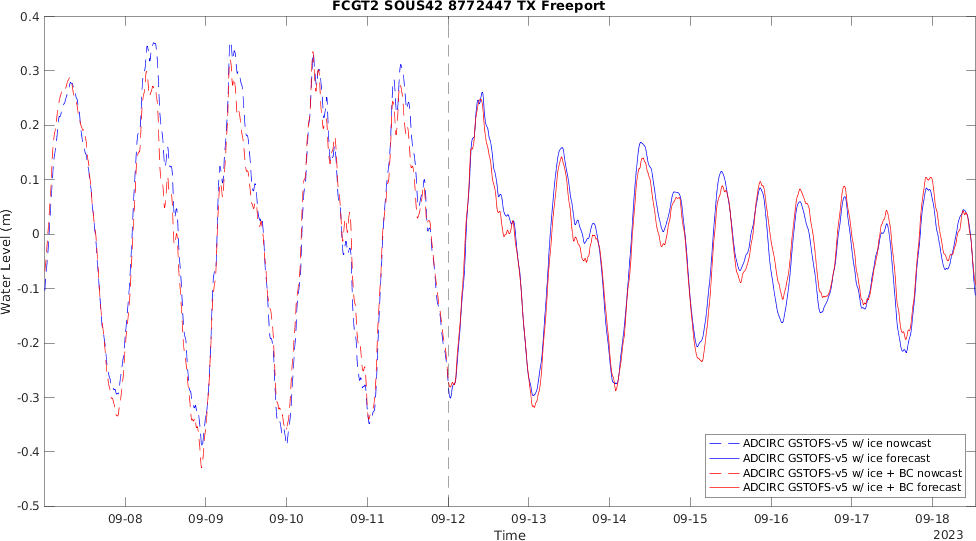 FCGT2 SOUS42 8772447 TX Freeport
0.4
0.3
0.2
0.1
0
-0.1
-0.2
-0.3
-0.4
-0.5
Water Level (m)
ADCIRC GSTOFS-v5 w/ ice nowcast
ADCIRC GSTOFS-v5 w/ ice forecast
ADCIRC GSTOFS-v5 w/ ice + BC nowcast
ADCIRC GSTOFS-v5 w/ ice + BC forecast
09-08 09-09 09-10 09-11 09-12 09-13 09-14 09-15 09-16 09-17 09-18
Time
2023